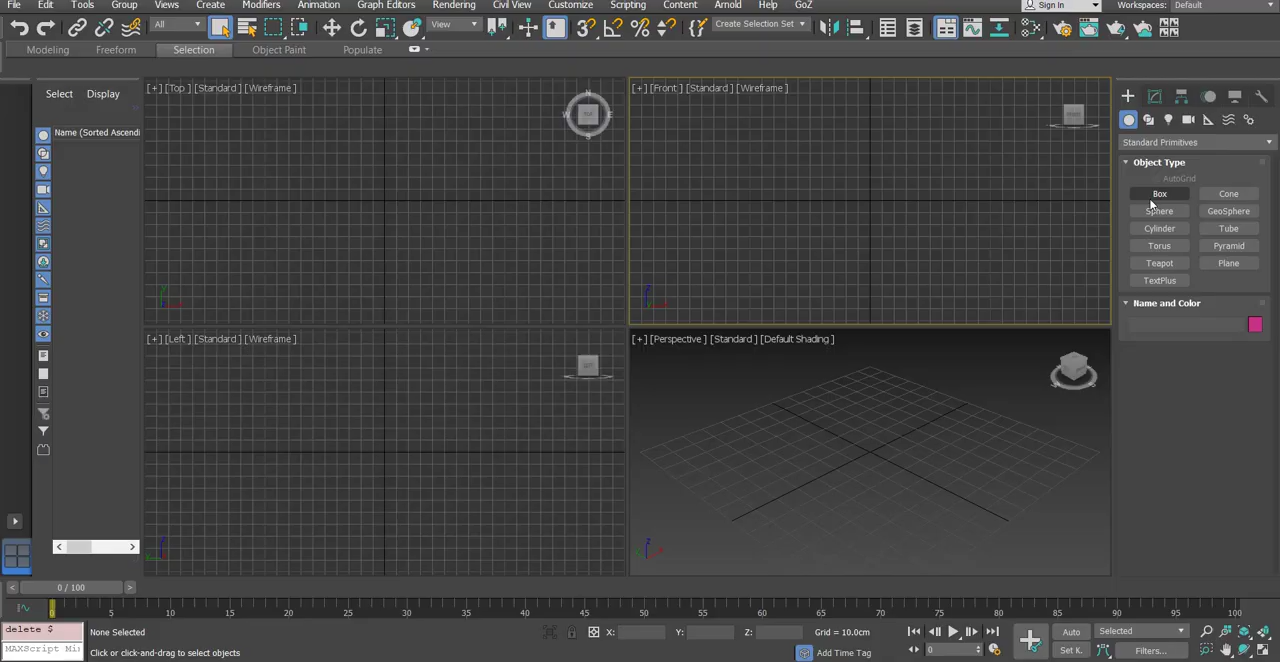 File Edit Tools Group Views Create Modifiers Animation Graph Editors Rendering Civil View Customize Scripting Content Arnold Help GoZ
Sign In Workspaces: Default
All
View
Create Selection Set
Modeling Freeform Selection Object Paint Populate
Select Display
Name (Sorted Ascendi
[+] [Top ] [Standard ] [Wireframe ]
N
W E
S
[+] [Front ] [Standard ] [Wireframe ]
[+] [Left ] [Standard ] [Wireframe ]
[+] [Perspective ] [Standard ] [Default Shading ]
Standard Primitives
Object Type
AutoGrid
Box Cone
Sphere GeoSphere
Cylinder Tube
Torus Pyramid
Teapot Plane
TextPlus
Name and Color
0 / 100
0 5 10 15 20 25 30 35 40 45 50 55 60 65 70 75 80 85 90 95 100
delete $
MAXScript Mi
None Selected
Click or click-and-drag to select objects
X: Y: Z: Grid = 10.0cm
Add Time Tag
0
Auto Selected
Set K. Filters...